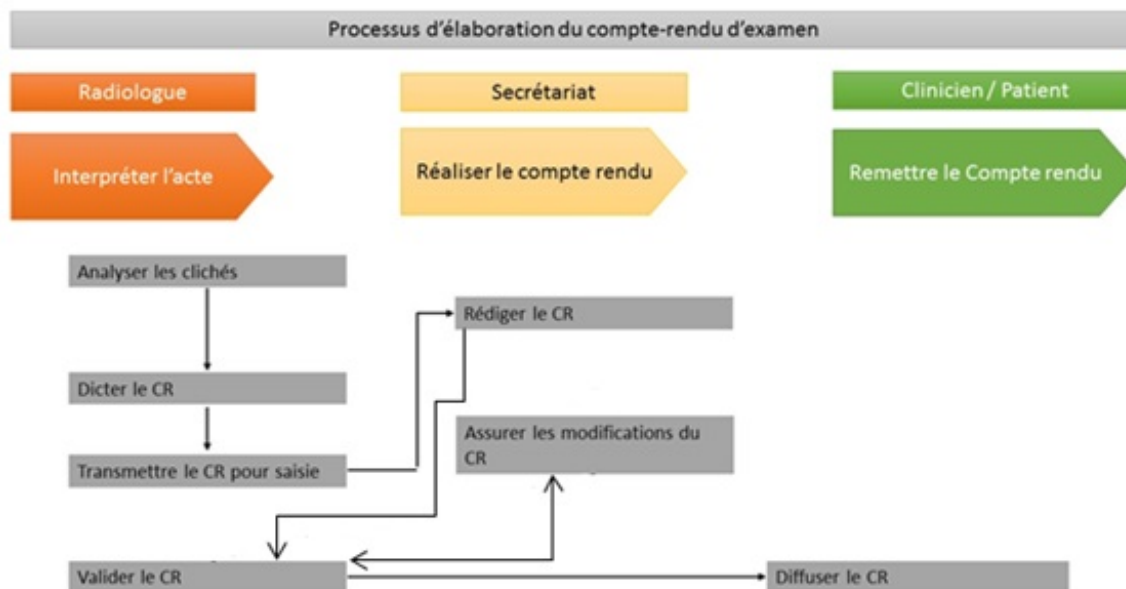 Processus d'élaboration du compte-rendu d'examen
Radiologue
Secrétariat
Clinicien / Patient
Interpréter l'acte
Réaliser le compte rendu
Remettre le Compte rendu
Analyser les clichés
Rédiger le CR
Dicter le CR
Assurer les modifications du
CR
Transmettre le CR pour saisie
Valider le CR
Diffuser le CR